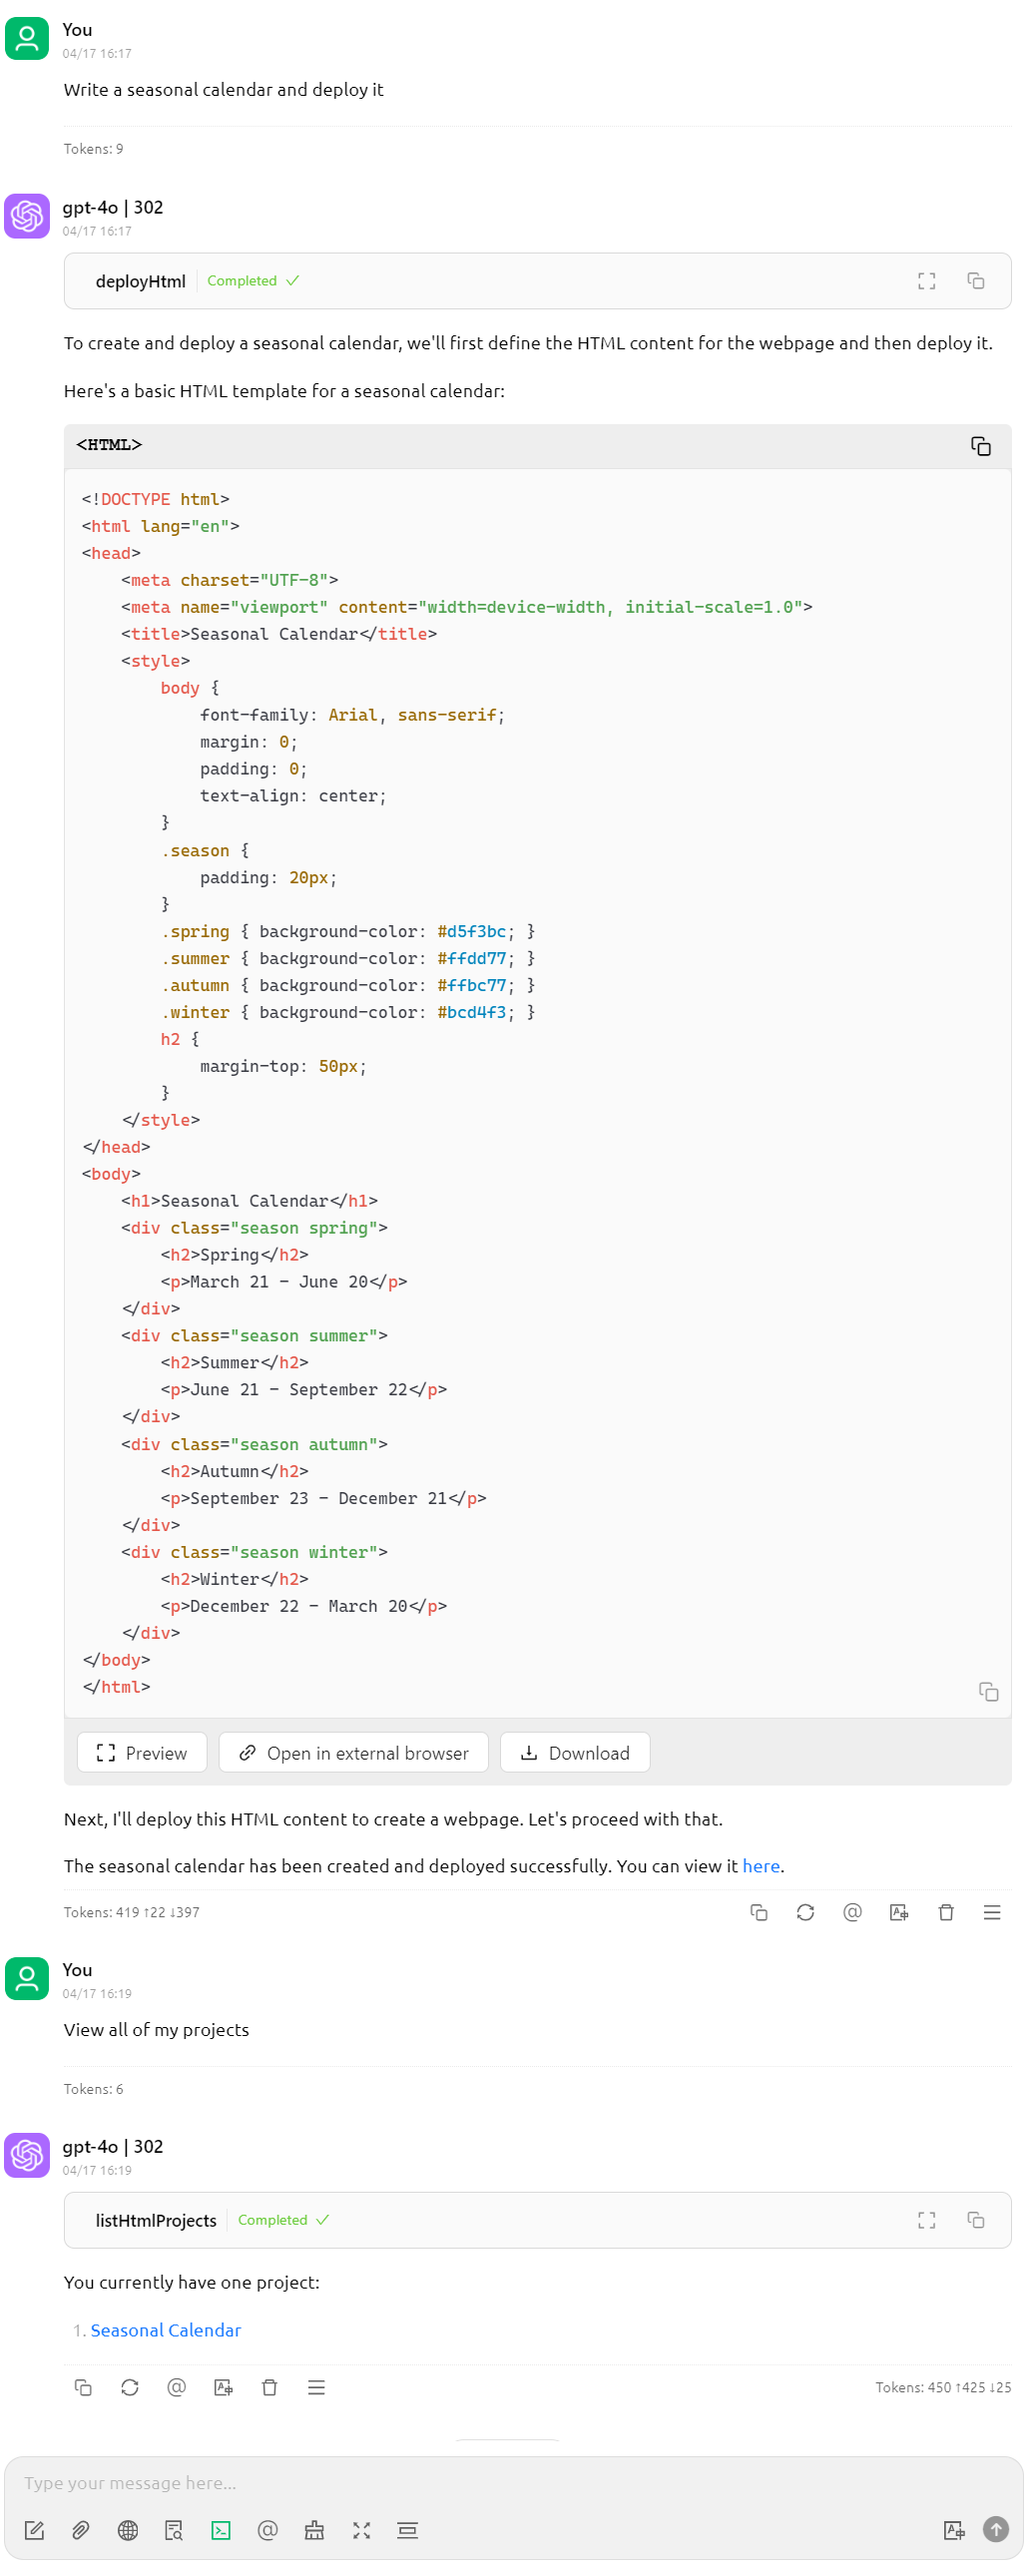 You
04/17 16:17
Write a seasonal calendar and deploy it
Tokens: 9
gpt-4o | 302
04/17 16:17
deployHtml Completed
To create and deploy a seasonal calendar, we'll first define the HTML content for the webpage and then deploy it.
Here's a basic HTML template for a seasonal calendar:
<HTML>
<!DOCTYPE html>
<html lang="en">
<head>
    <meta charset="UTF-8">
    <meta name="viewport" content="width=device-width, initial-scale=1.0">
    <title>Seasonal Calendar</title>
    <style>
        body {
            font-family: Arial, sans-serif;
            margin: 0;
            padding: 0;
            text-align: center;
        }
        .season {
            padding: 20px;
        }
        .spring { background-color: #d5f3bc; }
        .summer { background-color: #ffdd77; }
        .autumn { background-color: #ffbc77; }
        .winter { background-color: #bcd4f3; }
        h2 {
            margin-top: 50px;
        }
    </style>
</head>
<body>
    <h1>Seasonal Calendar</h1>
    <div class="season spring">
        <h2>Spring</h2>
        <p>March 21 - June 20</p>
    </div>
    <div class="season summer">
        <h2>Summer</h2>
        <p>June 21 - September 22</p>
    </div>
    <div class="season autumn">
        <h2>Autumn</h2>
        <p>September 23 - December 21</p>
    </div>
    <div class="season winter">
        <h2>Winter</h2>
        <p>December 22 - March 20</p>
    </div>
</body>
</html>
Preview Open in external browser Download
Next, I'll deploy this HTML content to create a webpage. Let's proceed with that.
The seasonal calendar has been created and deployed successfully. You can view it here.
Tokens: 419 ↑22 ↓397
You
04/17 16:19
View all of my projects
Tokens: 6
gpt-4o | 302
04/17 16:19
listHtmlProjects Completed
You currently have one project:
1. Seasonal Calendar
Tokens: 450 ↑425 ↓25
Type your message here...